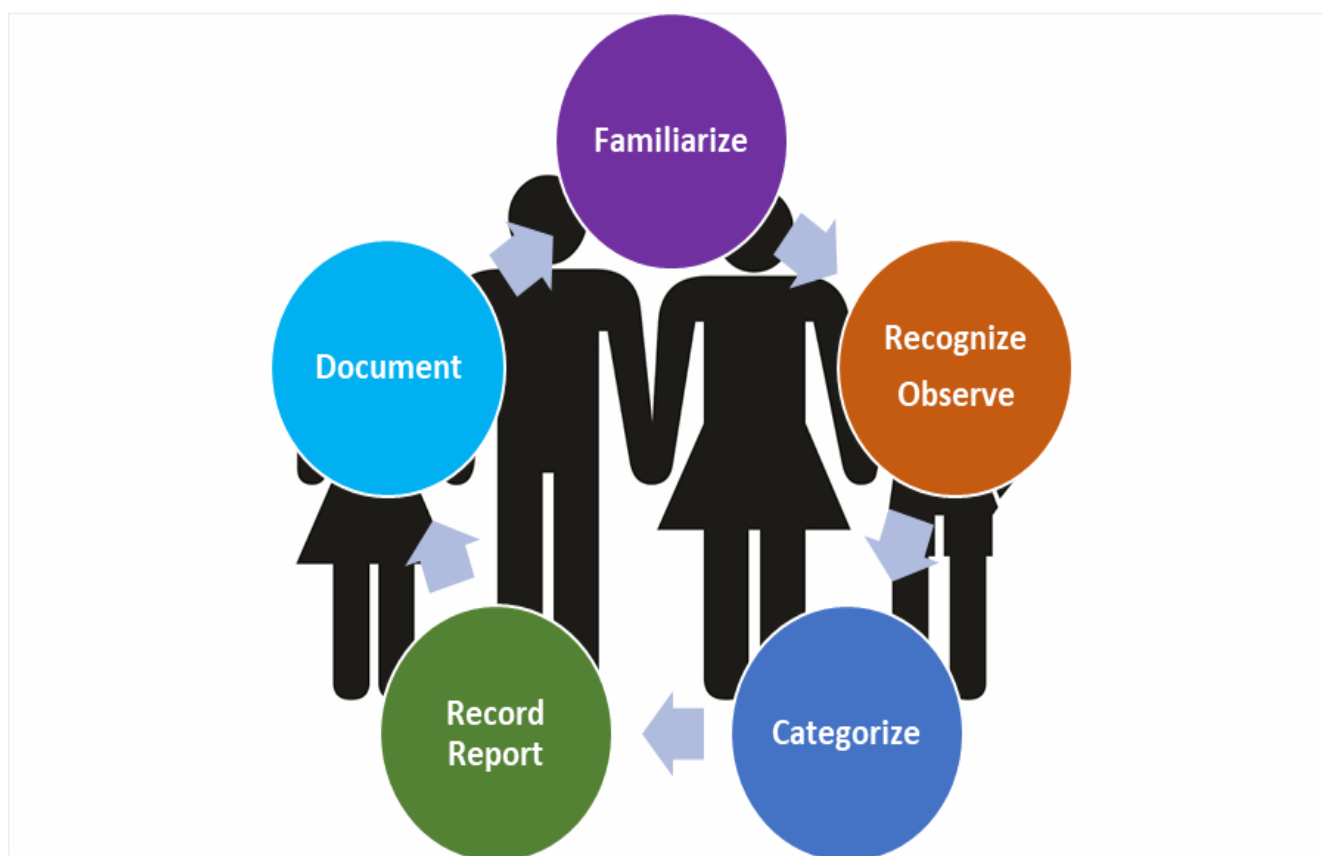 Familiarize
Recognize
Observe
Categorize
Record
Report
Document